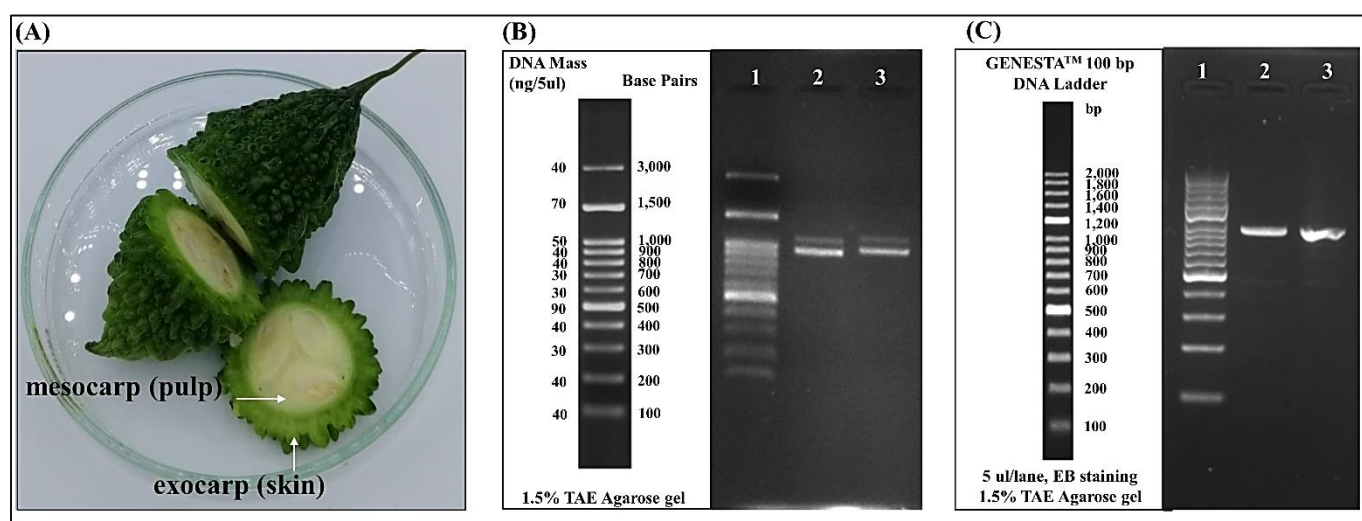 (A)
mesocarp (pulp)
exocarp (skin)
(B)
DNA Mass
(ng/5ul)
Base Pairs
40 3,000
70 1,500
50 1,000
40 900
40 800
30 700
30 600
90 500
40 400
30 300
40 200
40 100
1.5% TAE Agarose gel
1 2 3
(C)
GENESTA™ 100 bp
DNA Ladder
bp
2,000
1,800
1,600
1,400
1,200
1,000
900
800
700
600
500
400
300
200
100
5 ul/lane, EB staining
1.5% TAE Agarose gel
1 2 3